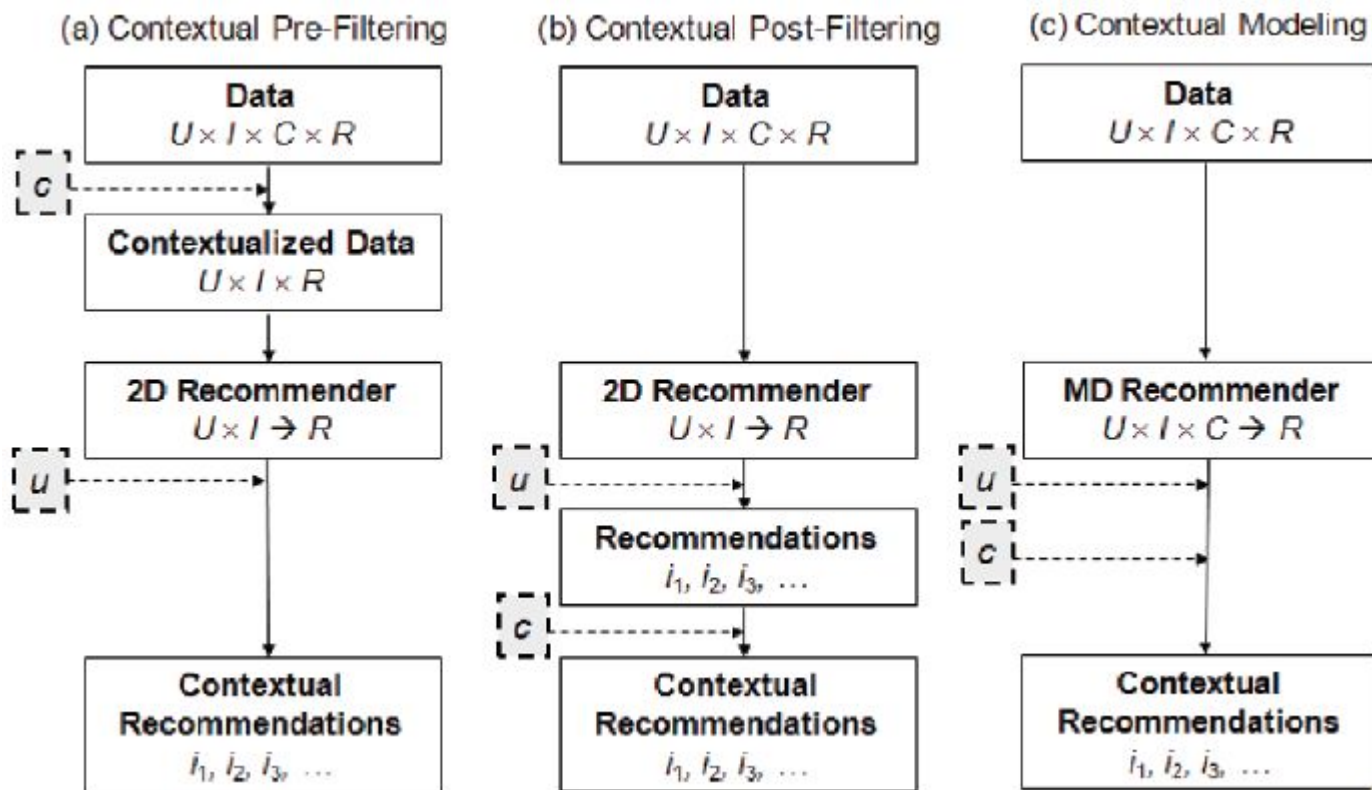 (a) Contextual Pre-Filtering
Data
U × I × C × R
c
Contextualized Data
U × I × R
2D Recommender
U × I → R
u
Contextual
Recommendations
i₁, i₂, i₃, …
(b) Contextual Post-Filtering
Data
U × I × C × R
2D Recommender
U × I → R
u
Recommendations
i₁, i₂, i₃, …
c
Contextual
Recommendations
i₁, i₂, i₃, …
(c) Contextual Modeling
Data
U × I × C × R
MD Recommender
U × I × C → R
u
c
Contextual
Recommendations
i₁, i₂, i₃, …